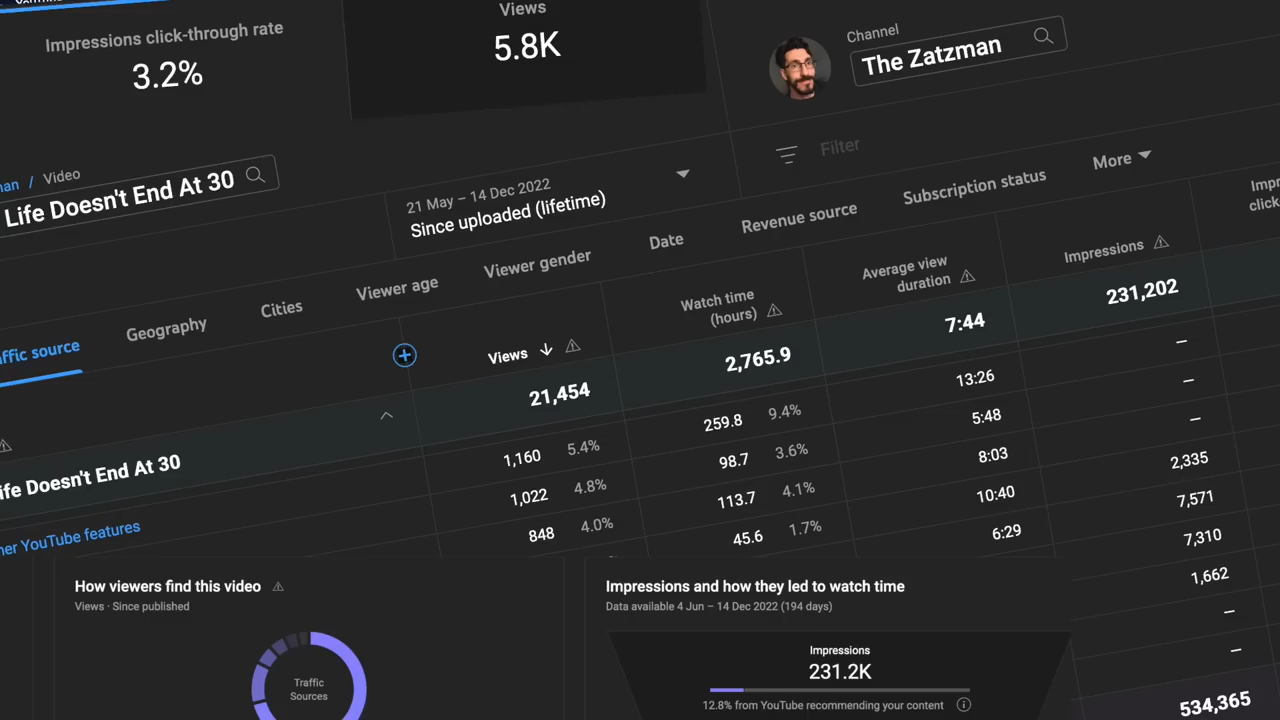 Impressions click-through rate
3.2%
Views
5.8K
Channel
The Zatzman
Filter
/ Video
Life Doesn't End At 30
21 May – 14 Dec 2022
Since uploaded (lifetime)
Geography
Cities
Viewer age
Viewer gender
Date
Revenue source
Subscription status
More
source
Views
Watch time
(hours)
Average view
duration
Impressions
21,454
2,765.9
7:44
231,202
Doesn't End At 30
YouTube features
1,160 5.4%
259.8 9.4%
13:26
–
1,022 4.8%
98.7 3.6%
5:48
–
848 4.0%
113.7 4.1%
8:03
–
45.6 1.7%
10:40
2,335
6:29
7,571
7,310
1,662
–
–
534,365
How viewers find this video
Views · Since published
Traffic
Sources
Impressions and how they led to watch time
Data available 4 Jun – 14 Dec 2022 (194 days)
Impressions
231.2K
12.8% from YouTube recommending your content